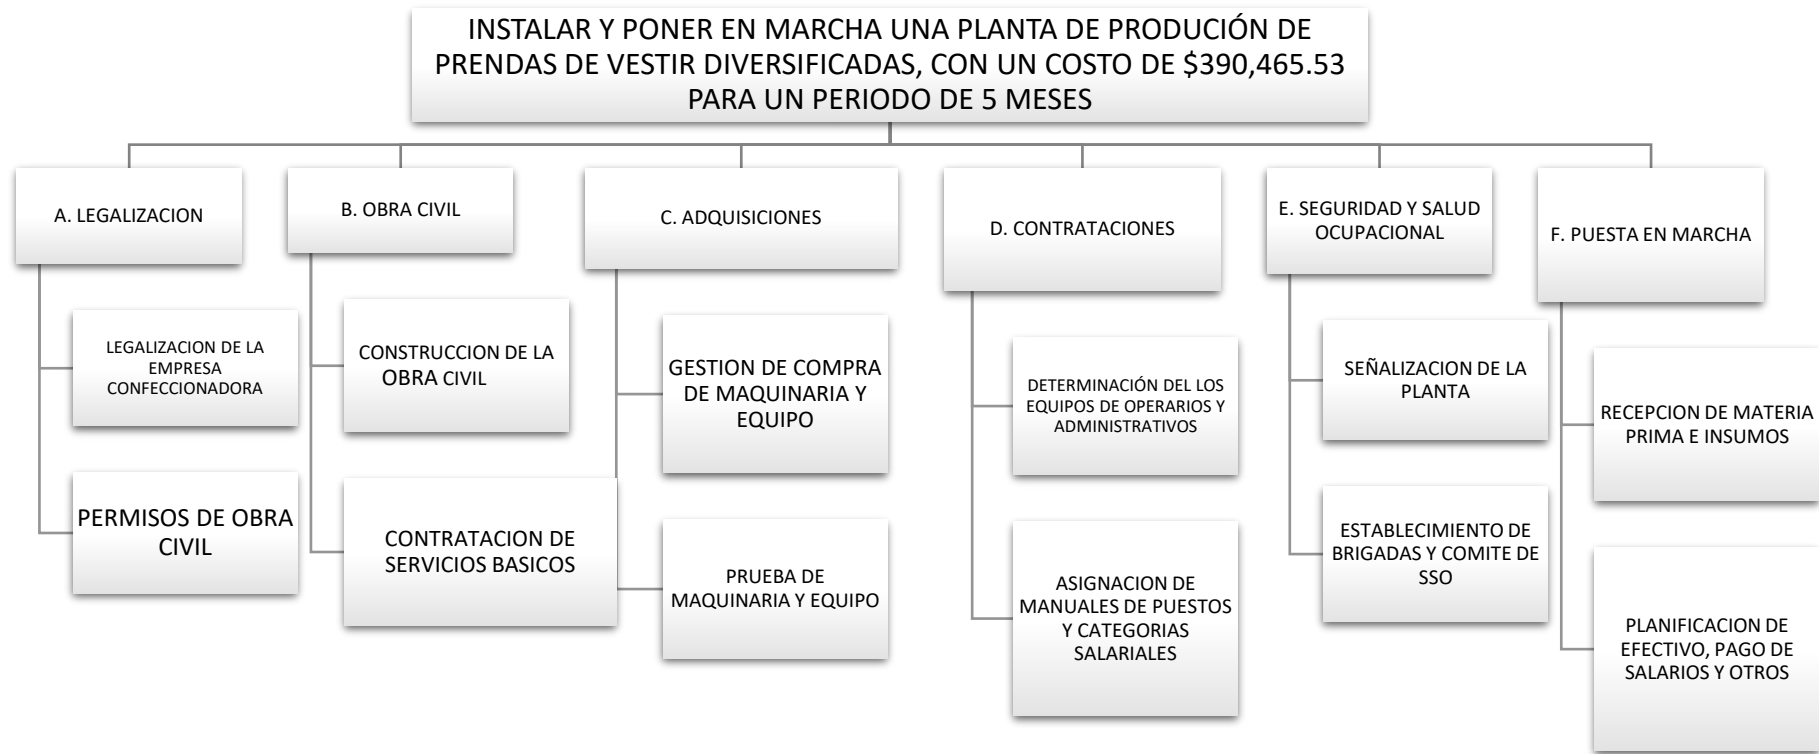 INSTALAR Y PONER EN MARCHA UNA PLANTA DE PRODUCIÓN DE
PRENDAS DE VESTIR DIVERSIFICADAS, CON UN COSTO DE $390,465.53
PARA UN PERIODO DE 5 MESES
A. LEGALIZACION
LEGALIZACION DE LA
EMPRESA
CONFECCIONADORA
PERMISOS DE OBRA
CIVIL
B. OBRA CIVIL
CONSTRUCCION DE LA
OBRA CIVIL
CONTRATACION DE
SERVICIOS BASICOS
C. ADQUISICIONES
GESTION DE COMPRA
DE MAQUINARIA Y
EQUIPO
PRUEBA DE
MAQUINARIA Y EQUIPO
D. CONTRATACIONES
DETERMINACIÓN DEL LOS
EQUIPOS DE OPERARIOS Y
ADMINISTRATIVOS
ASIGNACION DE
MANUALES DE PUESTOS
Y CATEGORIAS
SALARIALES
E. SEGURIDAD Y SALUD
OCUPACIONAL
SEÑALIZACION DE LA
PLANTA
ESTABLECIMIENTO DE
BRIGADAS Y COMITE DE
SSO
F. PUESTA EN MARCHA
RECEPCION DE MATERIA
PRIMA E INSUMOS
PLANIFICACION DE
EFECTIVO, PAGO DE
SALARIOS Y OTROS